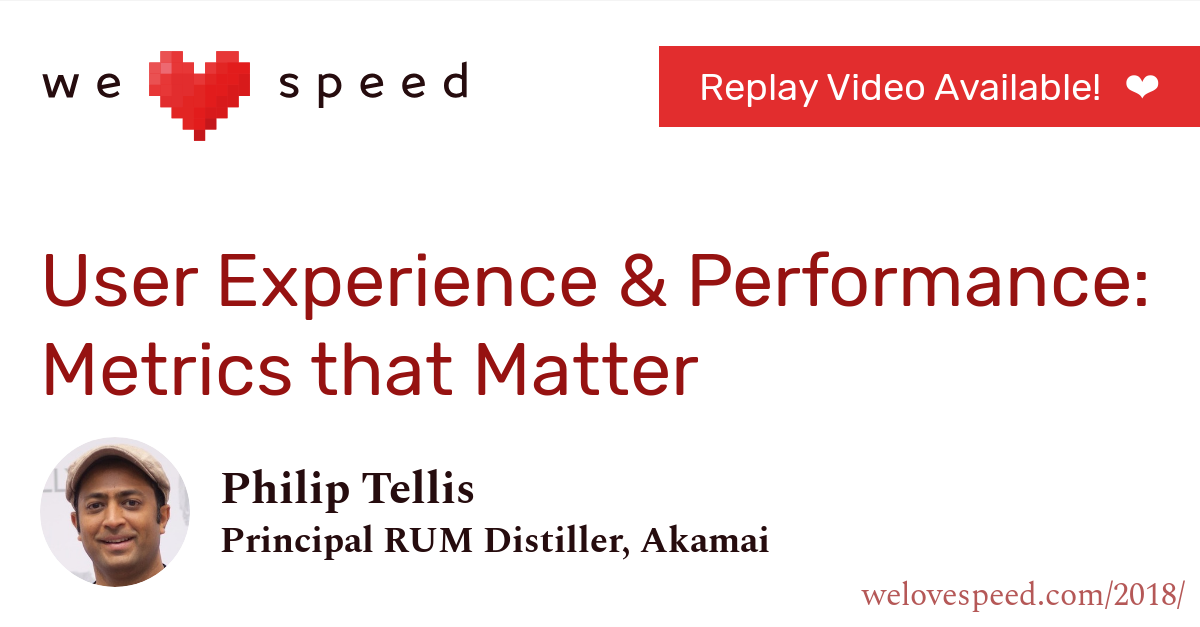 we ❤ speed
Replay Video Available! ❤
User Experience & Performance:
Metrics that Matter
Philip Tellis
Principal RUM Distiller, Akamai
welovespeed.com/2018/